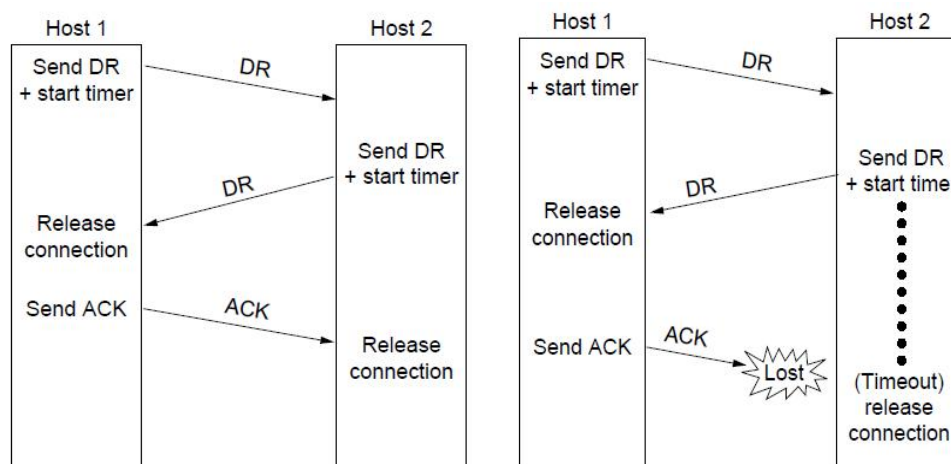 Host 1
Host 2
Send DR
+ start timer
DR
Send DR
+ start timer
DR
Release
connection
Send ACK
ACK
Release
connection
Host 1
Host 2
Send DR
+ start timer
DR
Send DR
+ start time
DR
Release
connection
Send ACK
ACK
Lost
(Timeout)
release
connection